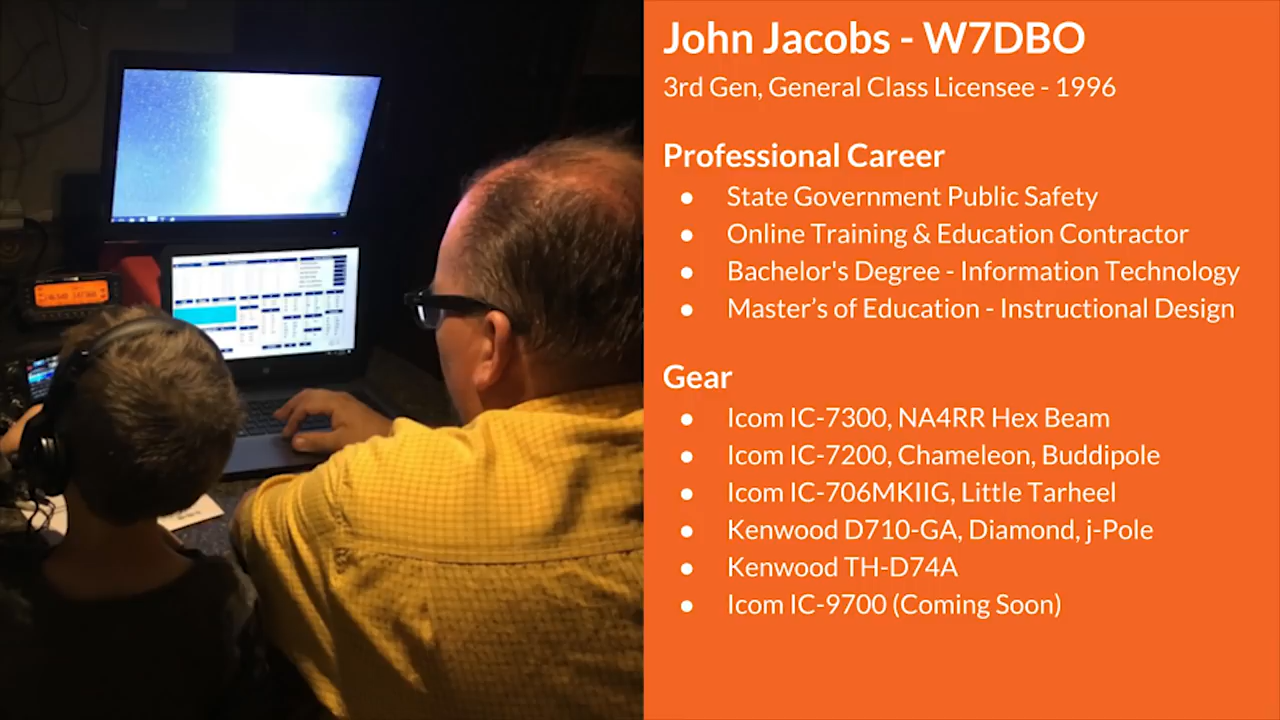 John Jacobs - W7DBO
3rd Gen, General Class Licensee - 1996
Professional Career
● State Government Public Safety
● Online Training & Education Contractor
● Bachelor's Degree - Information Technology
● Master’s of Education - Instructional Design
Gear
● Icom IC-7300, NA4RR Hex Beam
● Icom IC-7200, Chameleon, Buddipole
● Icom IC-706MKIIG, Little Tarheel
● Kenwood D710-GA, Diamond, j-Pole
● Kenwood TH-D74A
● Icom IC-9700 (Coming Soon)